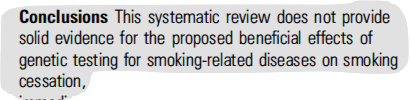 Conclusions This systematic review does not provide
solid evidence for the proposed beneficial effects of
genetic testing for smoking-related diseases on smoking
cessation,